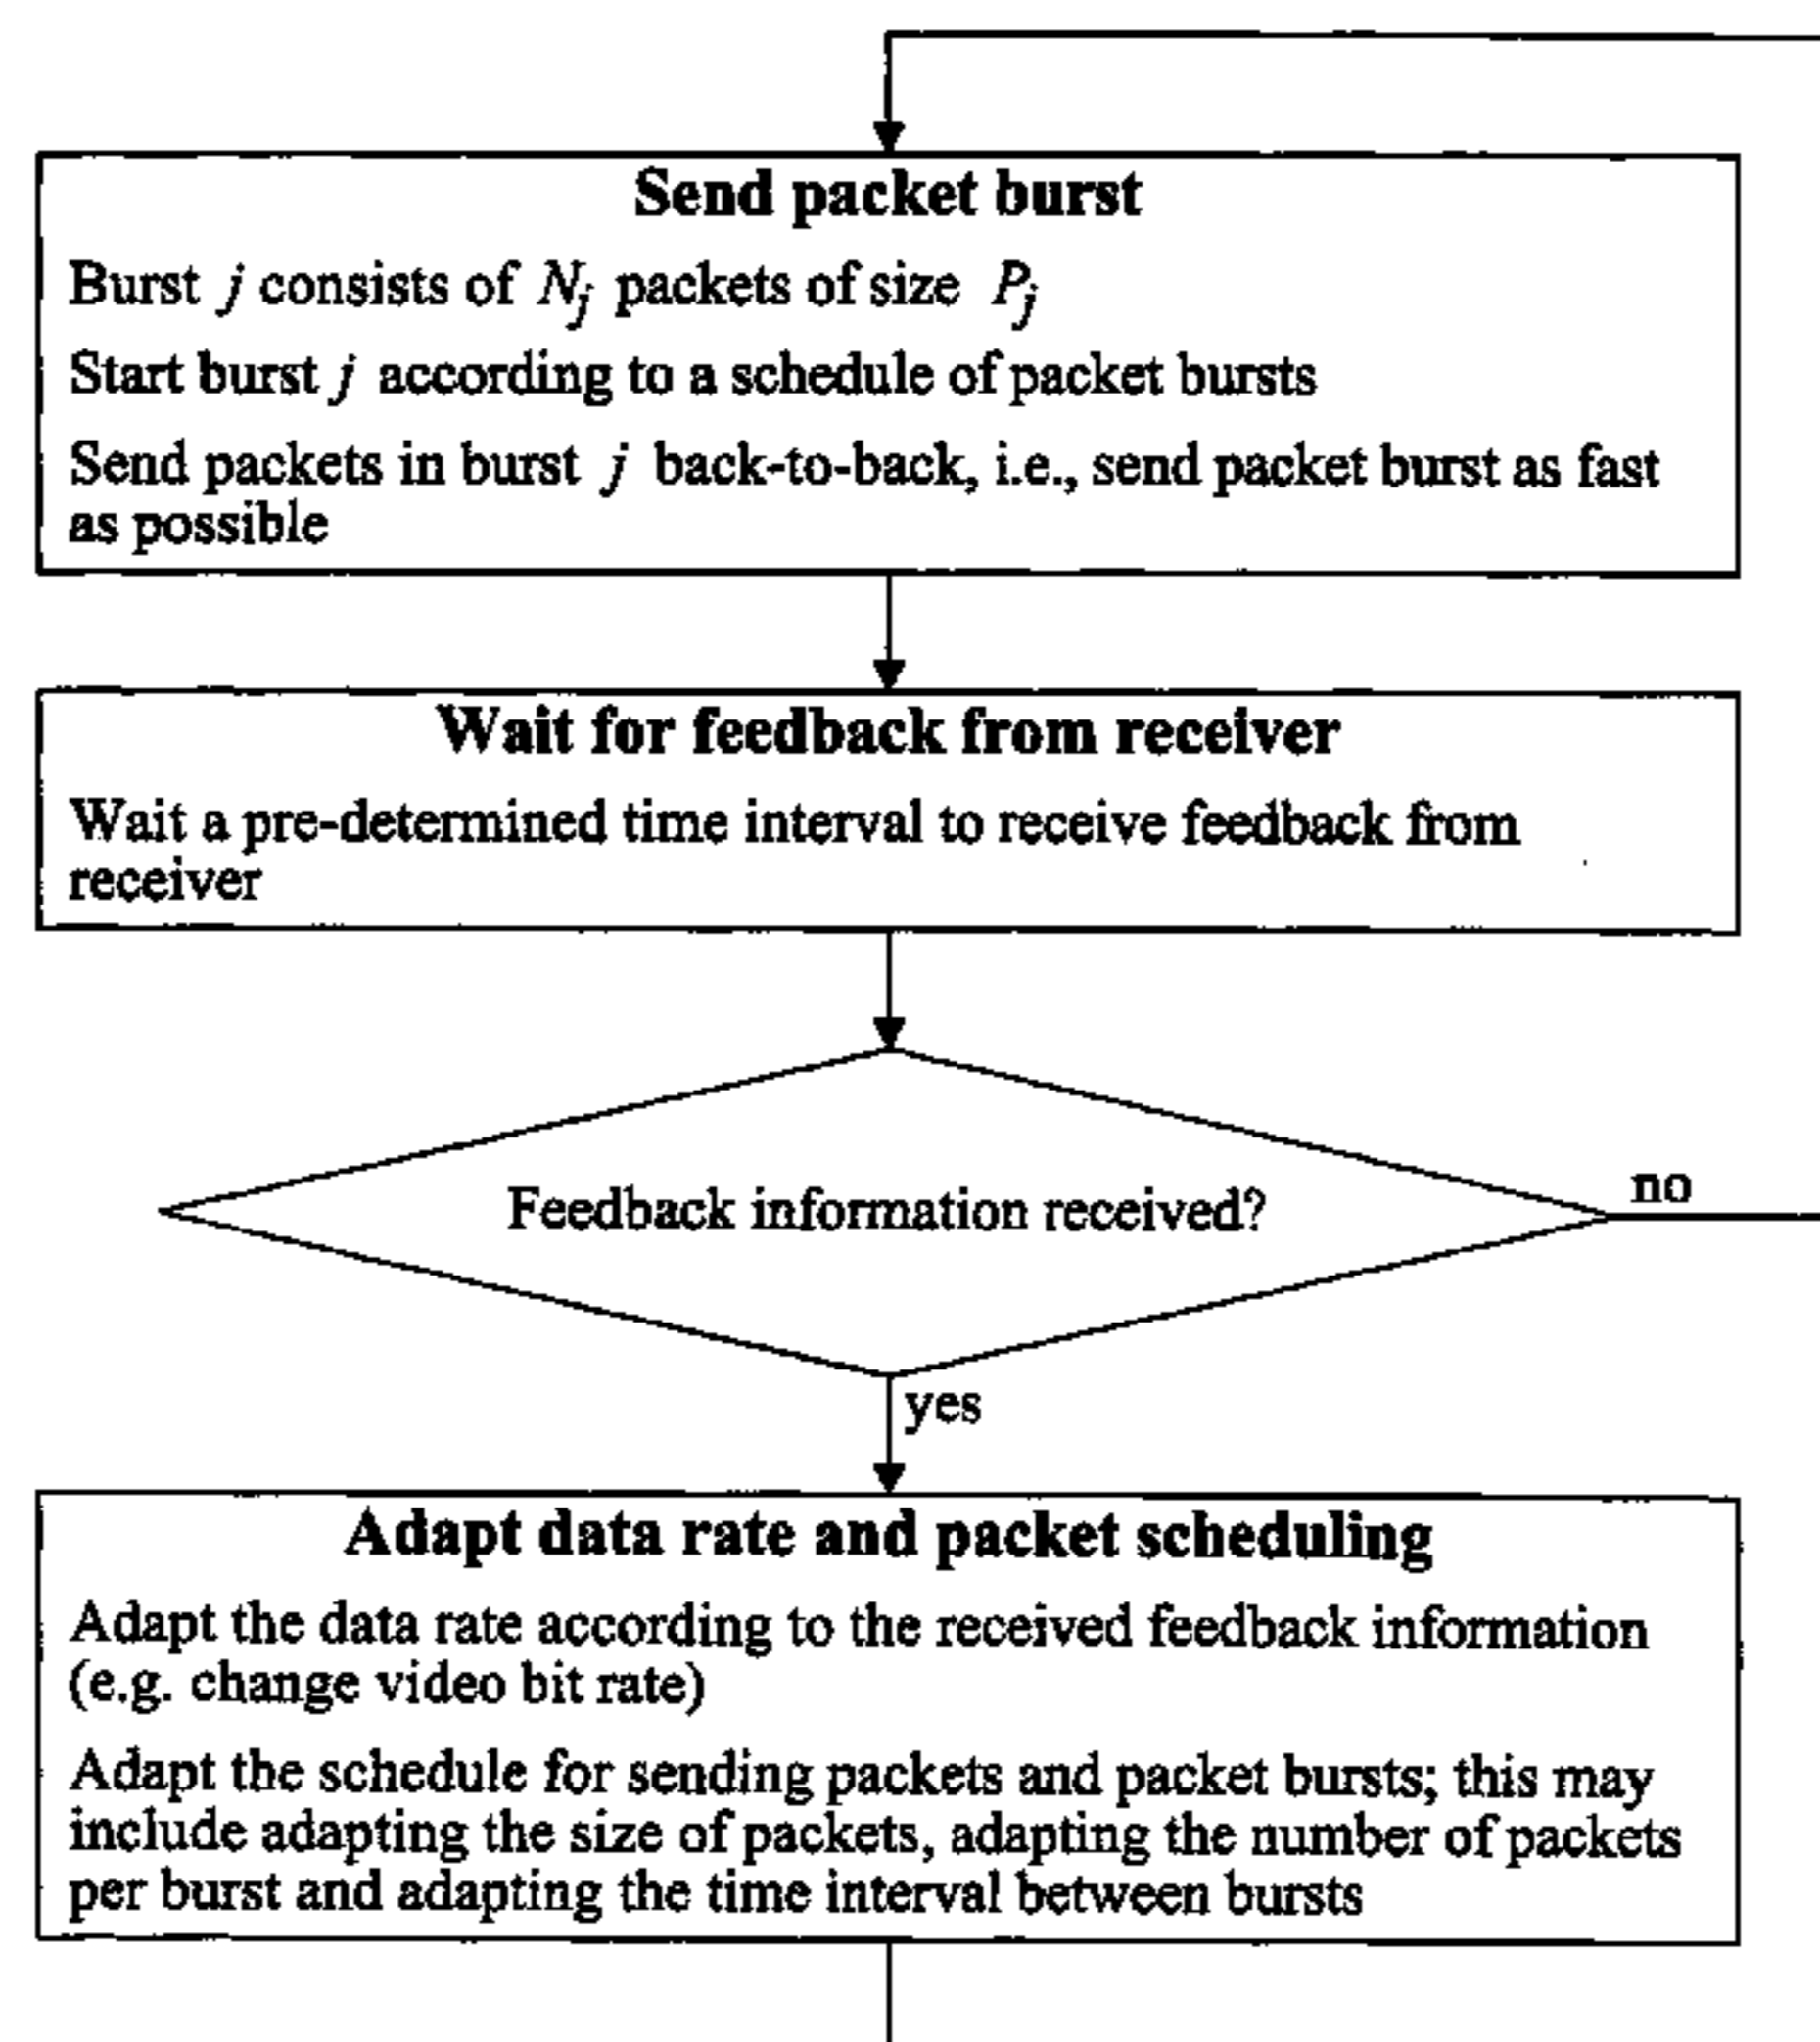 Send packet burst
Burst j consists of N_j packets of size P_j
Start burst j according to a schedule of packet bursts
Send packets in burst j back-to-back, i.e., send packet burst as fast
as possible
Wait for feedback from receiver
Wait a pre-determined time interval to receive feedback from
receiver
Feedback information received?
no
yes
Adapt data rate and packet scheduling
Adapt the data rate according to the received feedback information
(e.g. change video bit rate)
Adapt the schedule for sending packets and packet bursts; this may
include adapting the size of packets, adapting the number of packets
per burst and adapting the time interval between bursts